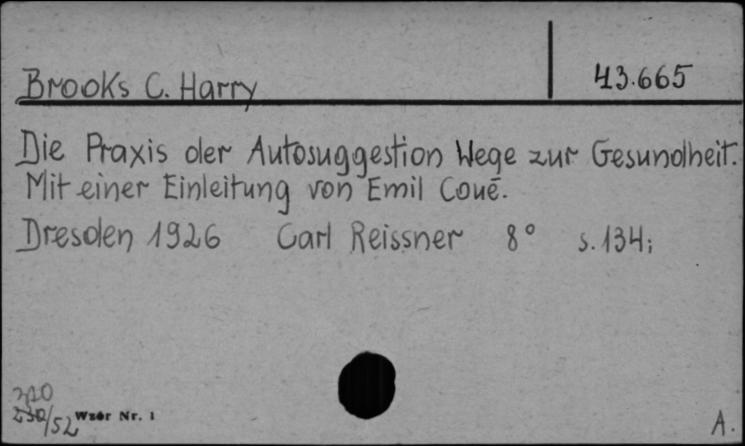 Brooks C. Harry
43.665
Die Praxis der Autosuggestion Wege zur Gesundheit.
Mit einer Einleitung von Emil Coué.
Dresden 1926 Carl Reissner 8° s. 134;
Wzór Nr. 1
A.